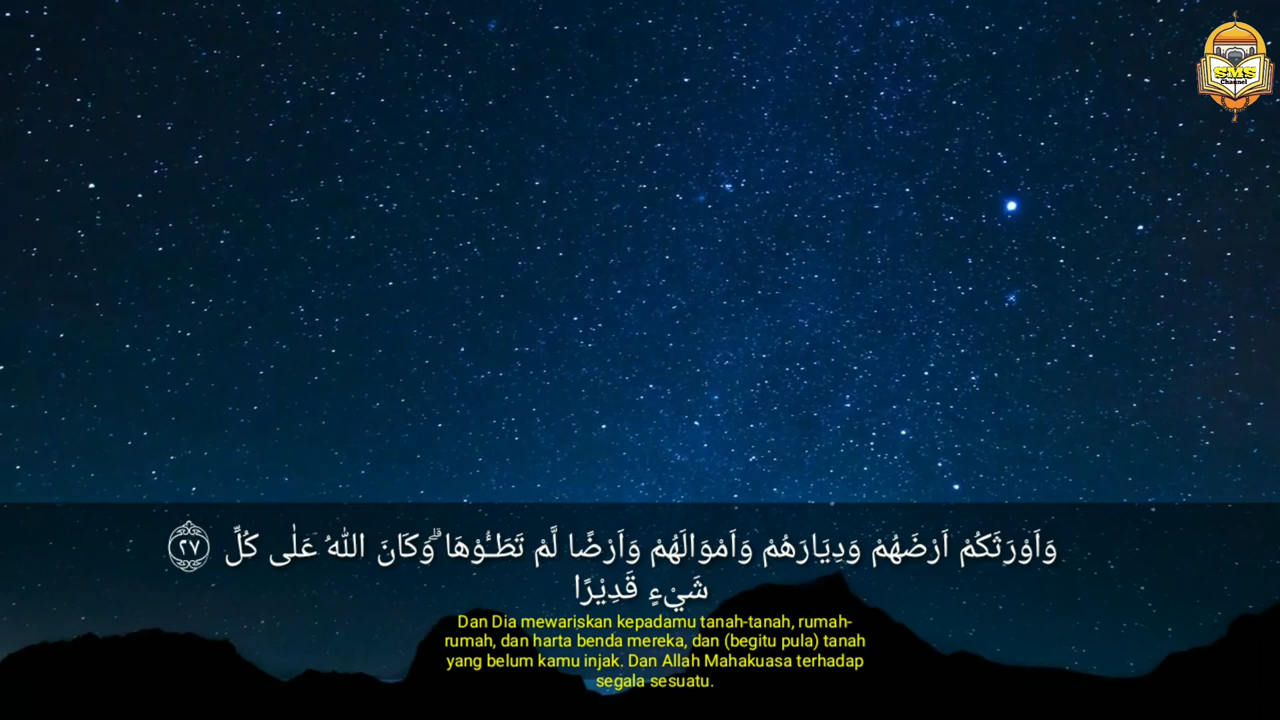 SMS
Channel
وَاَوْرَثَكُمْ اَرْضَهُمْ وَدِيَارَهُمْ وَاَمْوَالَهُمْ وَاَرْضًا لَّمْ تَطَـُٔوْهَا ۗوَكَانَ اللّٰهُ عَلٰى كُلِّ ٢٧
شَيْءٍ قَدِيْرًا
Dan Dia mewariskan kepadamu tanah-tanah, rumah-
rumah, dan harta benda mereka, dan (begitu pula) tanah
yang belum kamu injak. Dan Allah Mahakuasa terhadap
segala sesuatu.